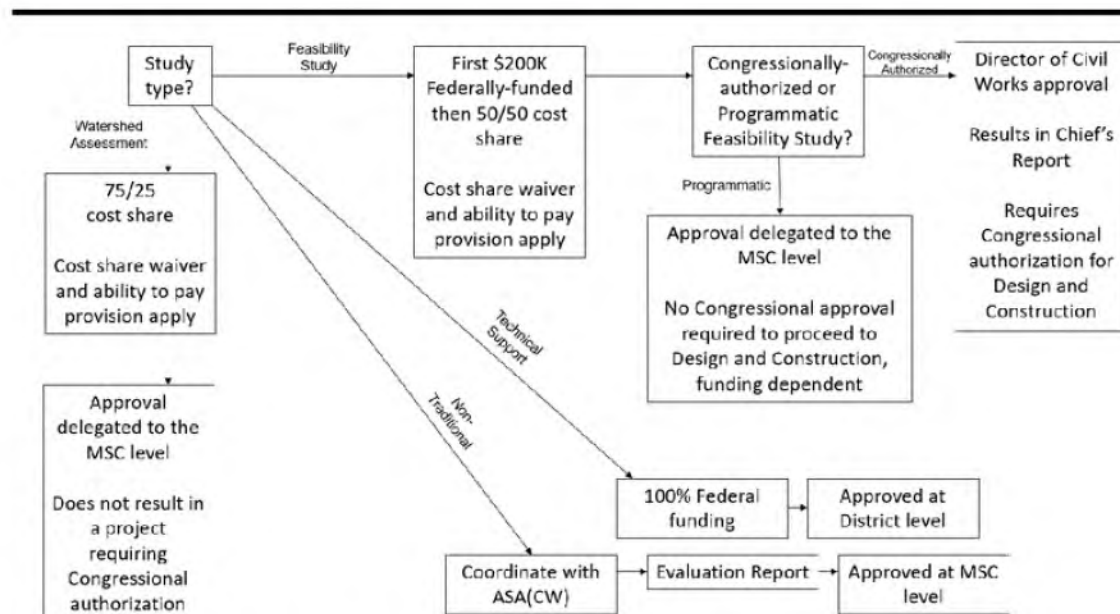 Study
type?
Feasibility
Study
First $200K
Federally-funded
then 50/50 cost
share
Cost share waiver
and ability to pay
provision apply
Congressionally-
authorized or
Programmatic
Feasibility Study?
Congressionally
Authorized
Director of Civil
Works approval
Results in Chief's
Report
Requires
Congressional
authorization for
Design and
Construction
Watershed
Assessment
75/25
cost share
Cost share waiver
and ability to pay
provision apply
Programmatic
Approval delegated to the
MSC level
No Congressional approval
required to proceed to
Design and Construction,
funding dependent
Technical
Support
Non-
Traditional
Approval
delegated to the
MSC level
Does not result in
a project
requiring
Congressional
authorization
100% Federal
funding
Approved at
District level
Coordinate with
ASA(CW)
Evaluation Report
Approved at MSC
level